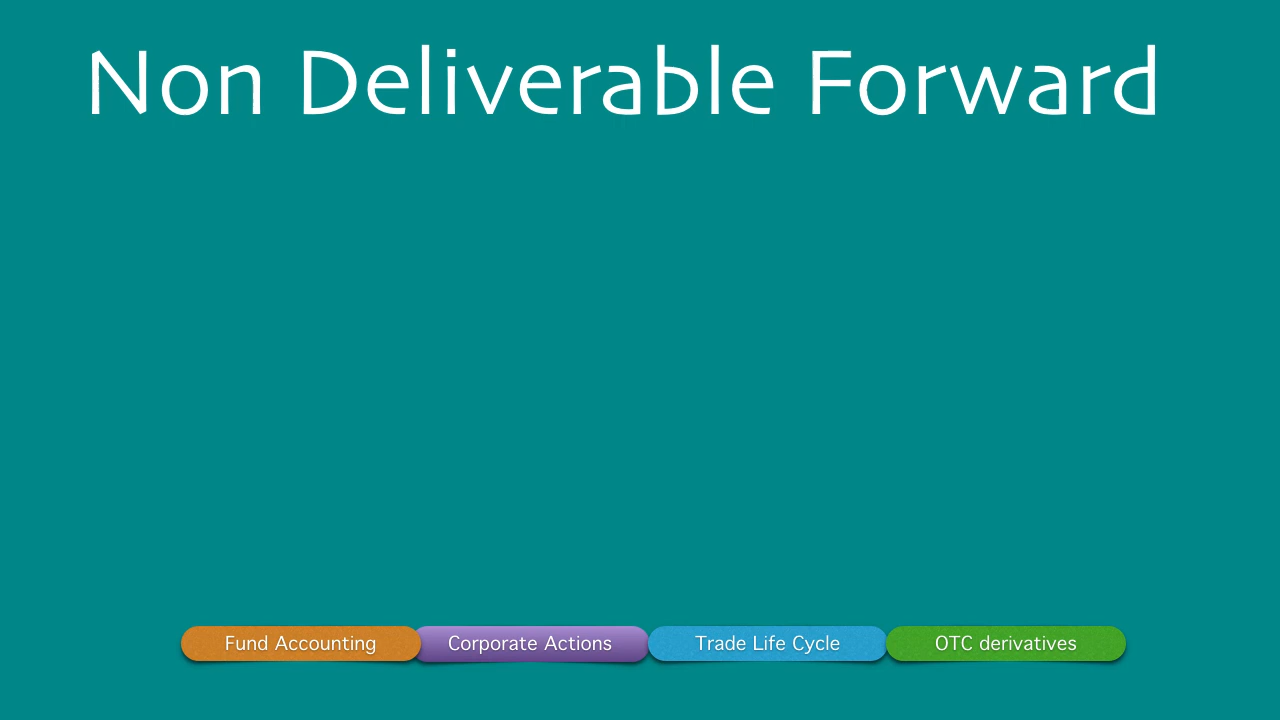 Non Deliverable Forward
Fund Accounting
Corporate Actions
Trade Life Cycle
OTC derivatives